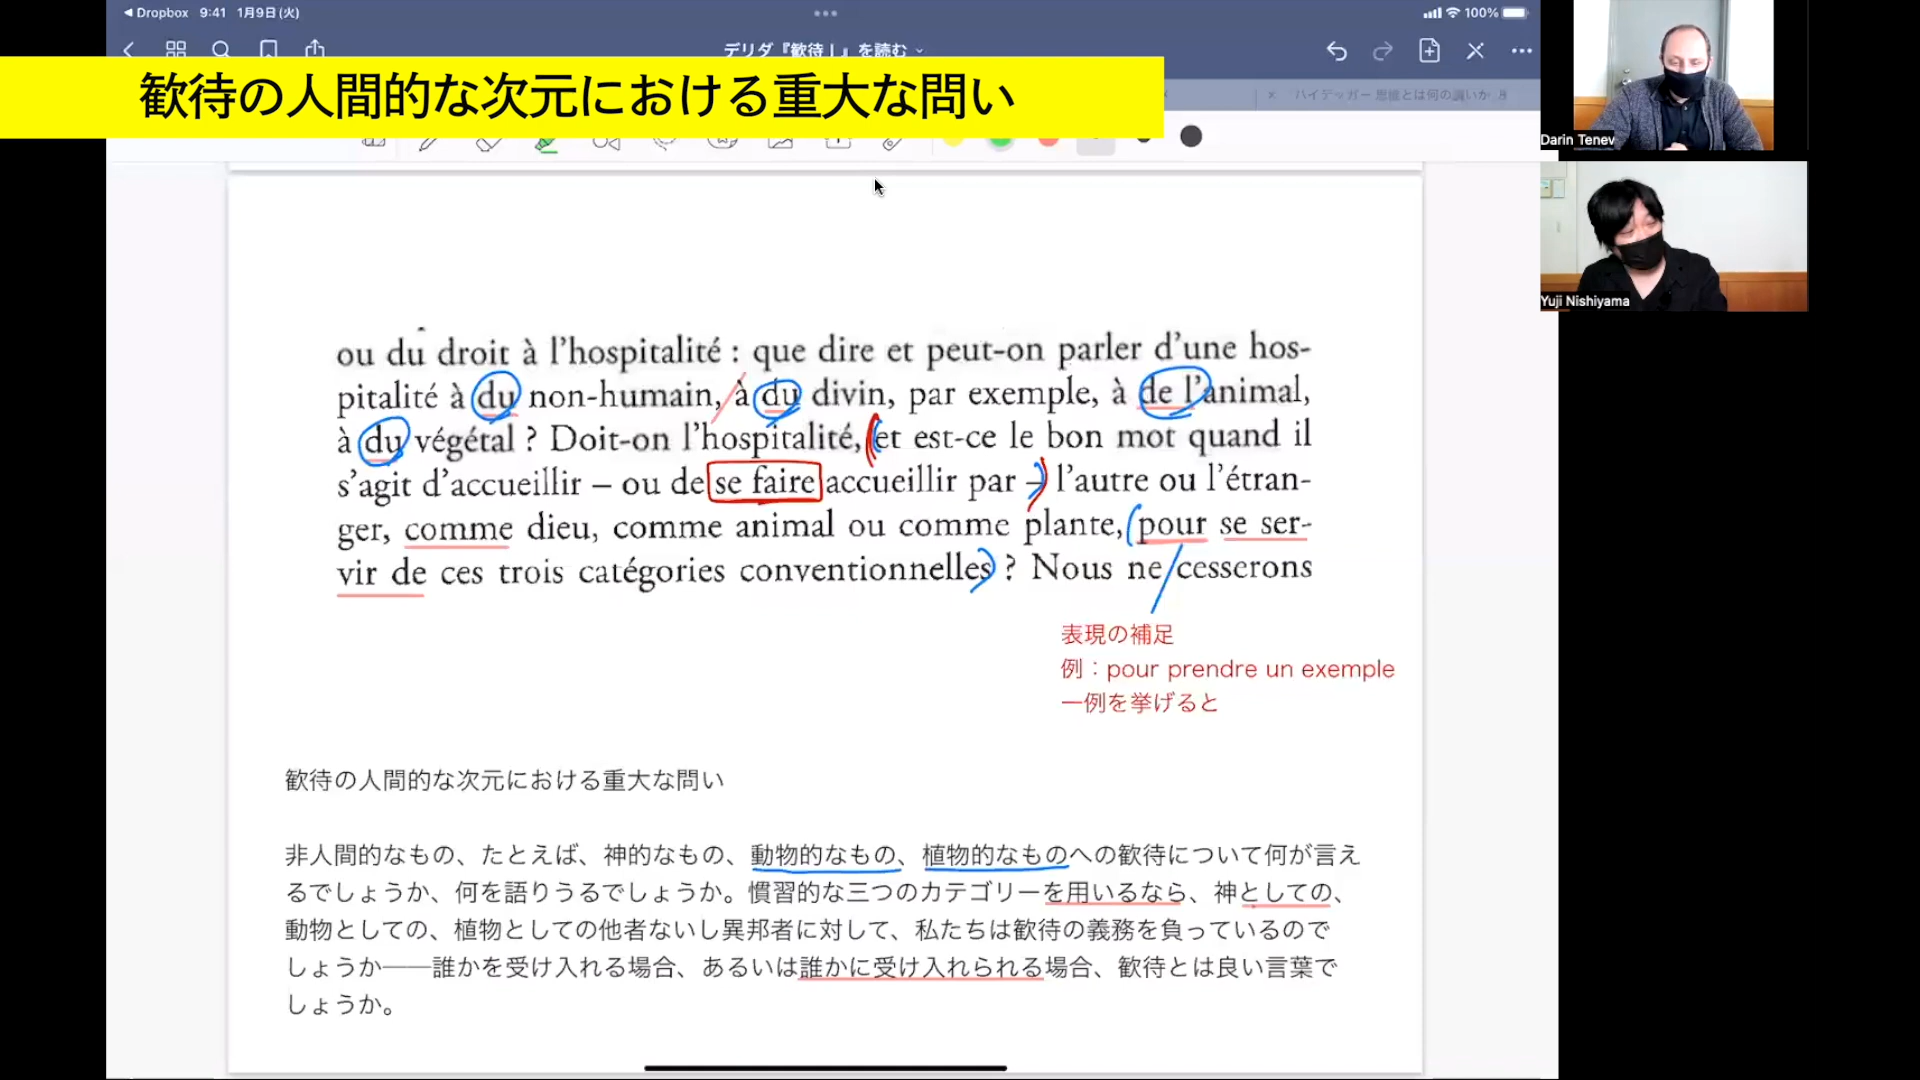 Dropbox 9:41 1月9日(火)
100%
デリダ『歓待Ⅰ』を読む
歓待の人間的な次元における重大な問い
Darin Tenev
Yuji Nishiyama
ou du droit à l’hospitalité : que dire et peut-on parler d’une hos-
pitalité à du non-humain, à du divin, par exemple, à de l’animal,
à du végétal ? Doit-on l’hospitalité, et est-ce le bon mot quand il
s’agit d’accueillir – ou de se faire accueillir par – l’autre ou l’étran-
ger, comme dieu, comme animal ou comme plante, pour se ser-
vir de ces trois catégories conventionnelles ? Nous ne cesserons
表現の補足
例：pour prendre un exemple
一例を挙げると
歓待の人間的な次元における重大な問い
非人間的なもの、たとえば、神的なもの、動物的なもの、植物的なものへの歓待について何が言え
るでしょうか、何を語りうるでしょうか。慣習的な三つのカテゴリーを用いるなら、神としての、
動物としての、植物としての他者ないし異邦者に対して、私たちは歓待の義務を負っているので
しょうか——誰かを受け入れる場合、あるいは誰かに受け入れられる場合、歓待とは良い言葉で
しょうか。